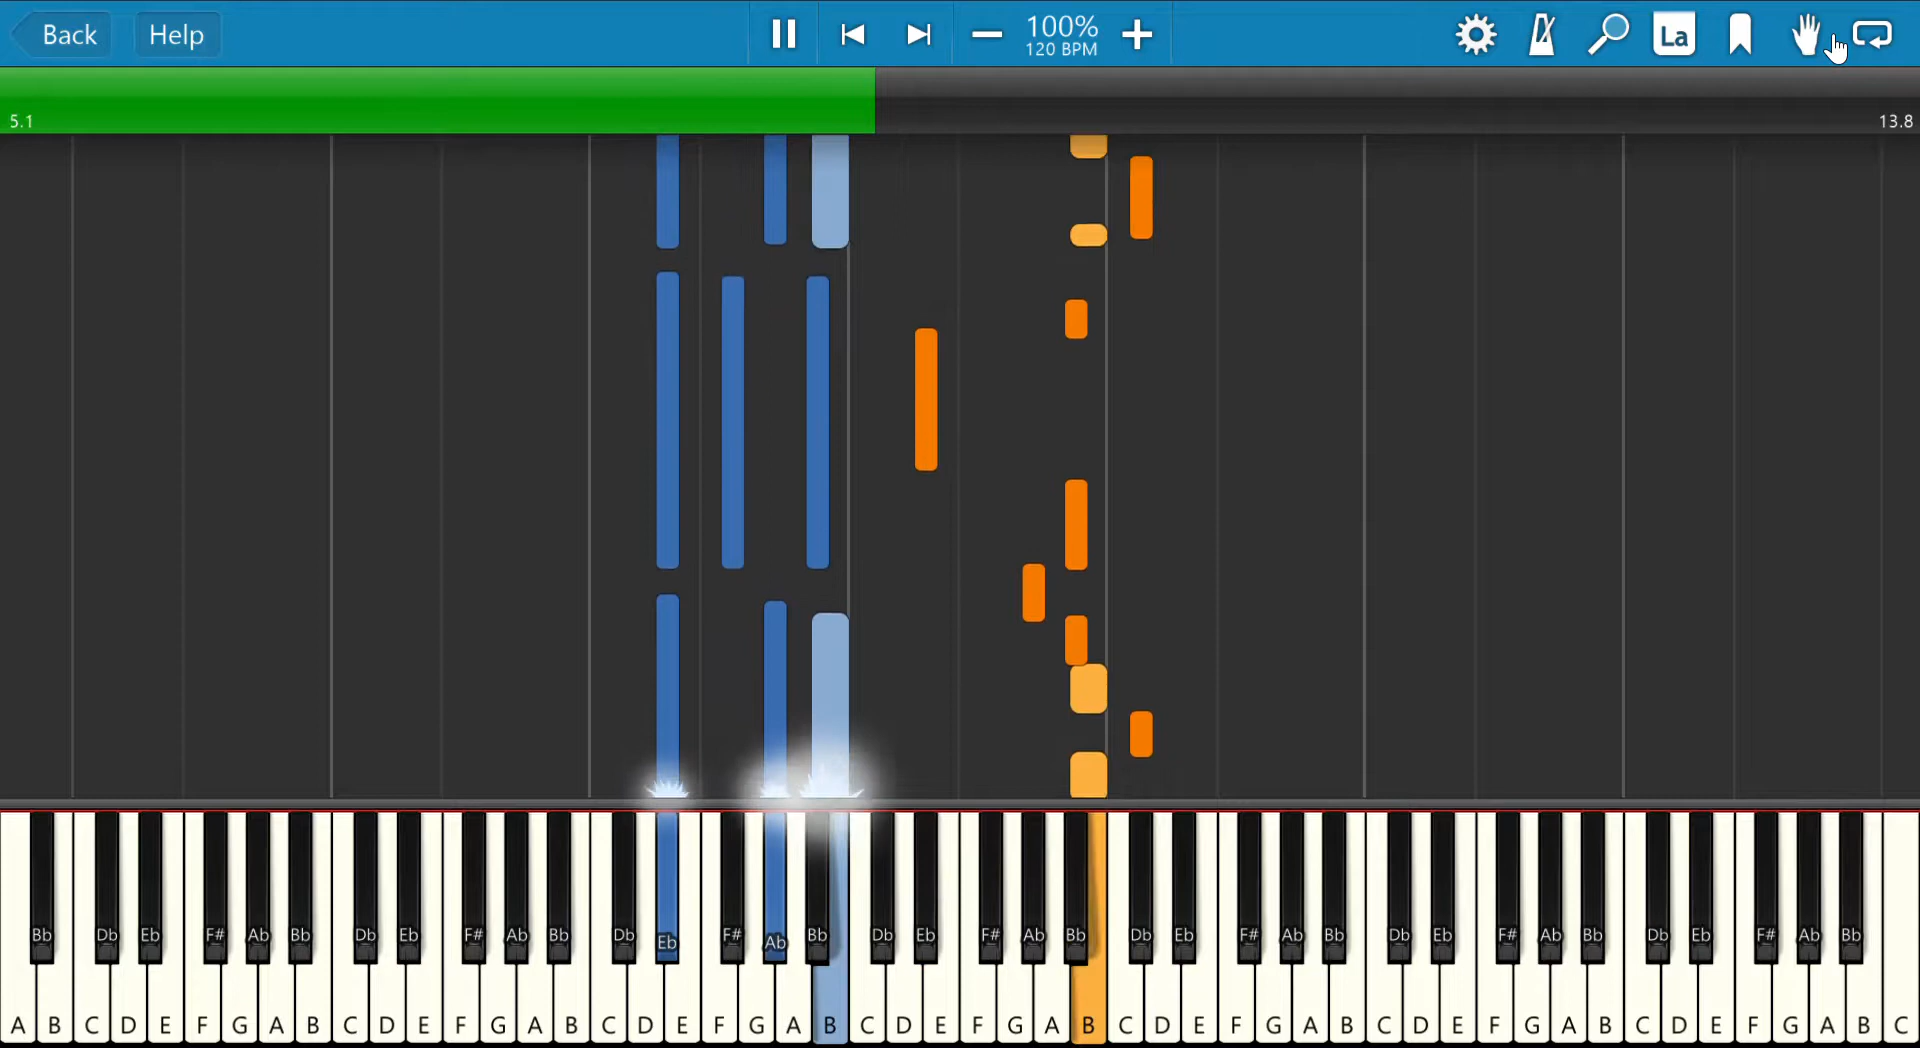 Back Help 100% La
120 BPM
5.1 13.8
Bb Db Eb F# Ab Bb Db Eb F# Ab Bb Db Eb F# Ab Bb Db Eb F# Ab Bb Db Eb F# Ab Bb Db Eb F# Ab Bb Db Eb F# Ab Bb
A B C D E F G A B C D E F G A B C D E F G A B C D E F G A B C D E F G A B C D E F G A B C D E F G A B C